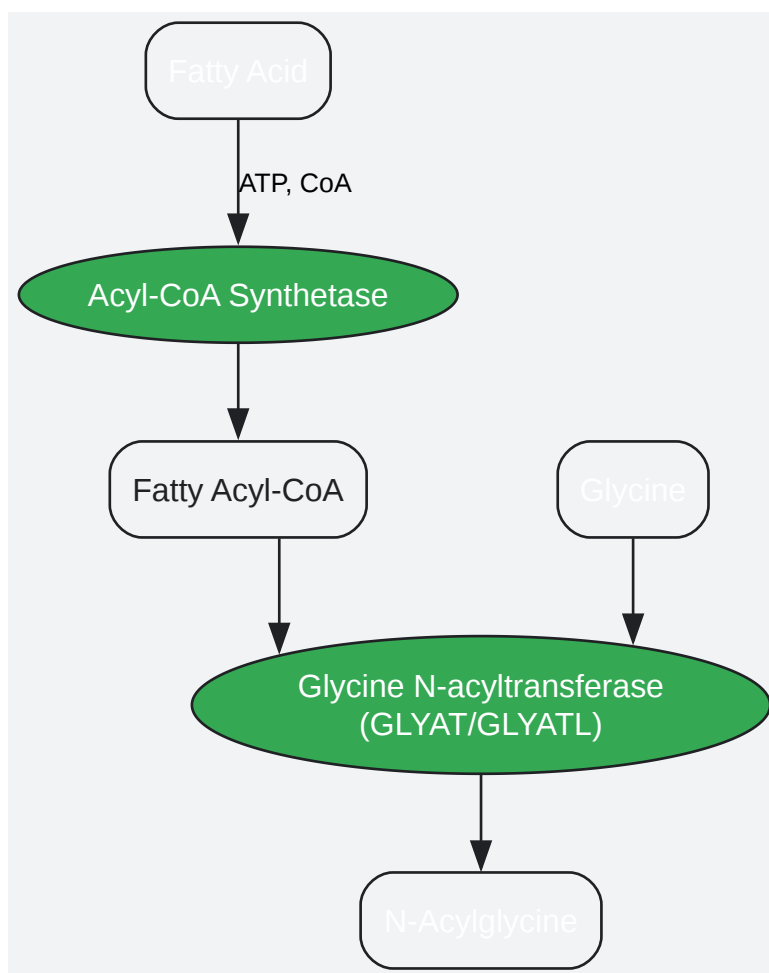 Fatty Acid
ATP, CoA
Acyl-CoA Synthetase
Fatty Acyl-CoA
Glycine
Glycine N-acyltransferase
(GLYAT/GLYATL)
N-Acylglycine